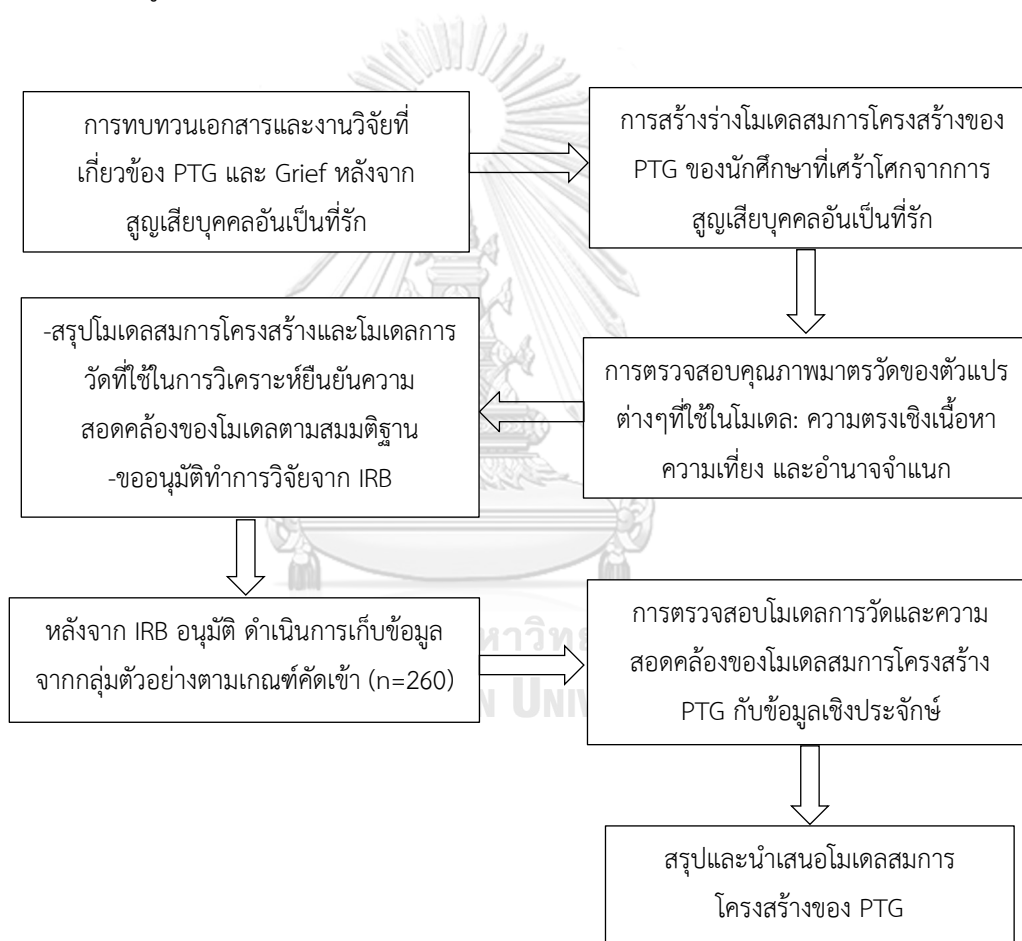 การทบทวนเอกสารและงานวิจัยที่
เกี่ยวข้อง PTG และ Grief หลังจาก
สูญเสียบุคคลอันเป็นที่รัก
การสร้างร่างโมเดลสมการโครงสร้างของ
PTG ของนักศึกษาที่เศร้าโศกจากการ
สูญเสียบุคคลอันเป็นที่รัก
การตรวจสอบคุณภาพมาตรวัดของตัวแปร
ต่างๆที่ใช้ในโมเดล: ความตรงเชิงเนื้อหา
ความเที่ยง และอำนาจจำแนก
-สรุปโมเดลสมการโครงสร้างและโมเดลการ
วัดที่ใช้ในการวิเคราะห์ยืนยันความ
สอดคล้องของโมเดลตามสมมติฐาน
-ขออนุมัติทำการวิจัยจาก IRB
หลังจาก IRB อนุมัติ ดำเนินการเก็บข้อมูล
จากกลุ่มตัวอย่างตามเกณฑ์คัดเข้า (n=260)
การตรวจสอบโมเดลการวัดและความ
สอดคล้องของโมเดลสมการโครงสร้าง
PTG กับข้อมูลเชิงประจักษ์
สรุปและนำเสนอโมเดลสมการ
โครงสร้างของ PTG